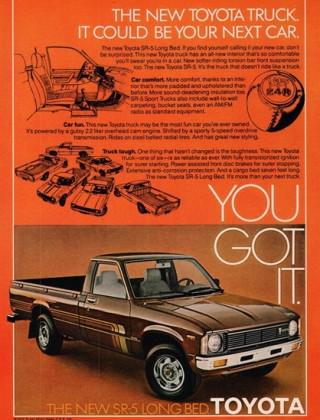 THE NEW TOYOTA TRUCK.
IT COULD BE YOUR NEXT CAR.
The new Toyota SR-5 Long Bed. If you find yourself calling it your new car, don't
be surprised. This new Toyota truck has an all-new interior that's so comfortable
you'll swear you're in a car. New softer-riding torsion bar front suspension
too. The new Toyota SR-5. It's the truck that doesn't ride like a truck.
Car comfort. More comfort, thanks to an inte-
rior that's more padded and upholstered than
before. More sound-deadening insulation too.
SR-5 Sport Trucks also include wall-to-wall
carpeting, bucket seats, even an AM/FM
radio as standard equipment.
Car fun. This new Toyota truck may be the most fun car you've ever owned.
It's powered by a gutsy 2.2 liter overhead cam engine. Shifted by a sporty 5-speed overdrive
transmission. Rides on steel belted radial tires. And has great new styling.
Truck tough. One thing that hasn't changed is the toughness. This new Toyota
truck—one of six—is as reliable as ever. With fully transistorized ignition
for surer starting. Power assisted front disc brakes for surer stopping.
Extensive anti-corrosion protection. And a cargo bed seven feet long.
The new Toyota SR-5 Long Bed. It's more than your next truck.
YOU
GOT
IT.
THE NEW SR-5 LONG BED TOYOTA